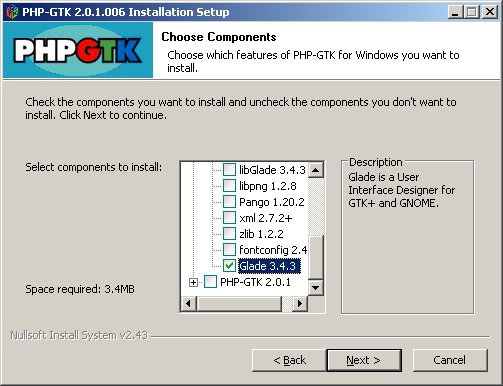 PHP-GTK 2.0.1.006 Installation Setup
PHPGTK
Choose Components
Choose which features of PHP-GTK for Windows you want to
install.
Check the components you want to install and uncheck the components you don't want to
install. Click Next to continue.
Select components to install:
libGlade 3.4.3
libpng 1.2.8
Pango 1.20.2
xml 2.7.2+
zlib 1.2.2
fontconfig 2.4
Glade 3.4.3
PHP-GTK 2.0.1
Description
Glade is a User
Interface Designer for
GTK+ and GNOME.
Space required: 3.4MB
Nullsoft Install System v2.43
< Back
Next >
Cancel